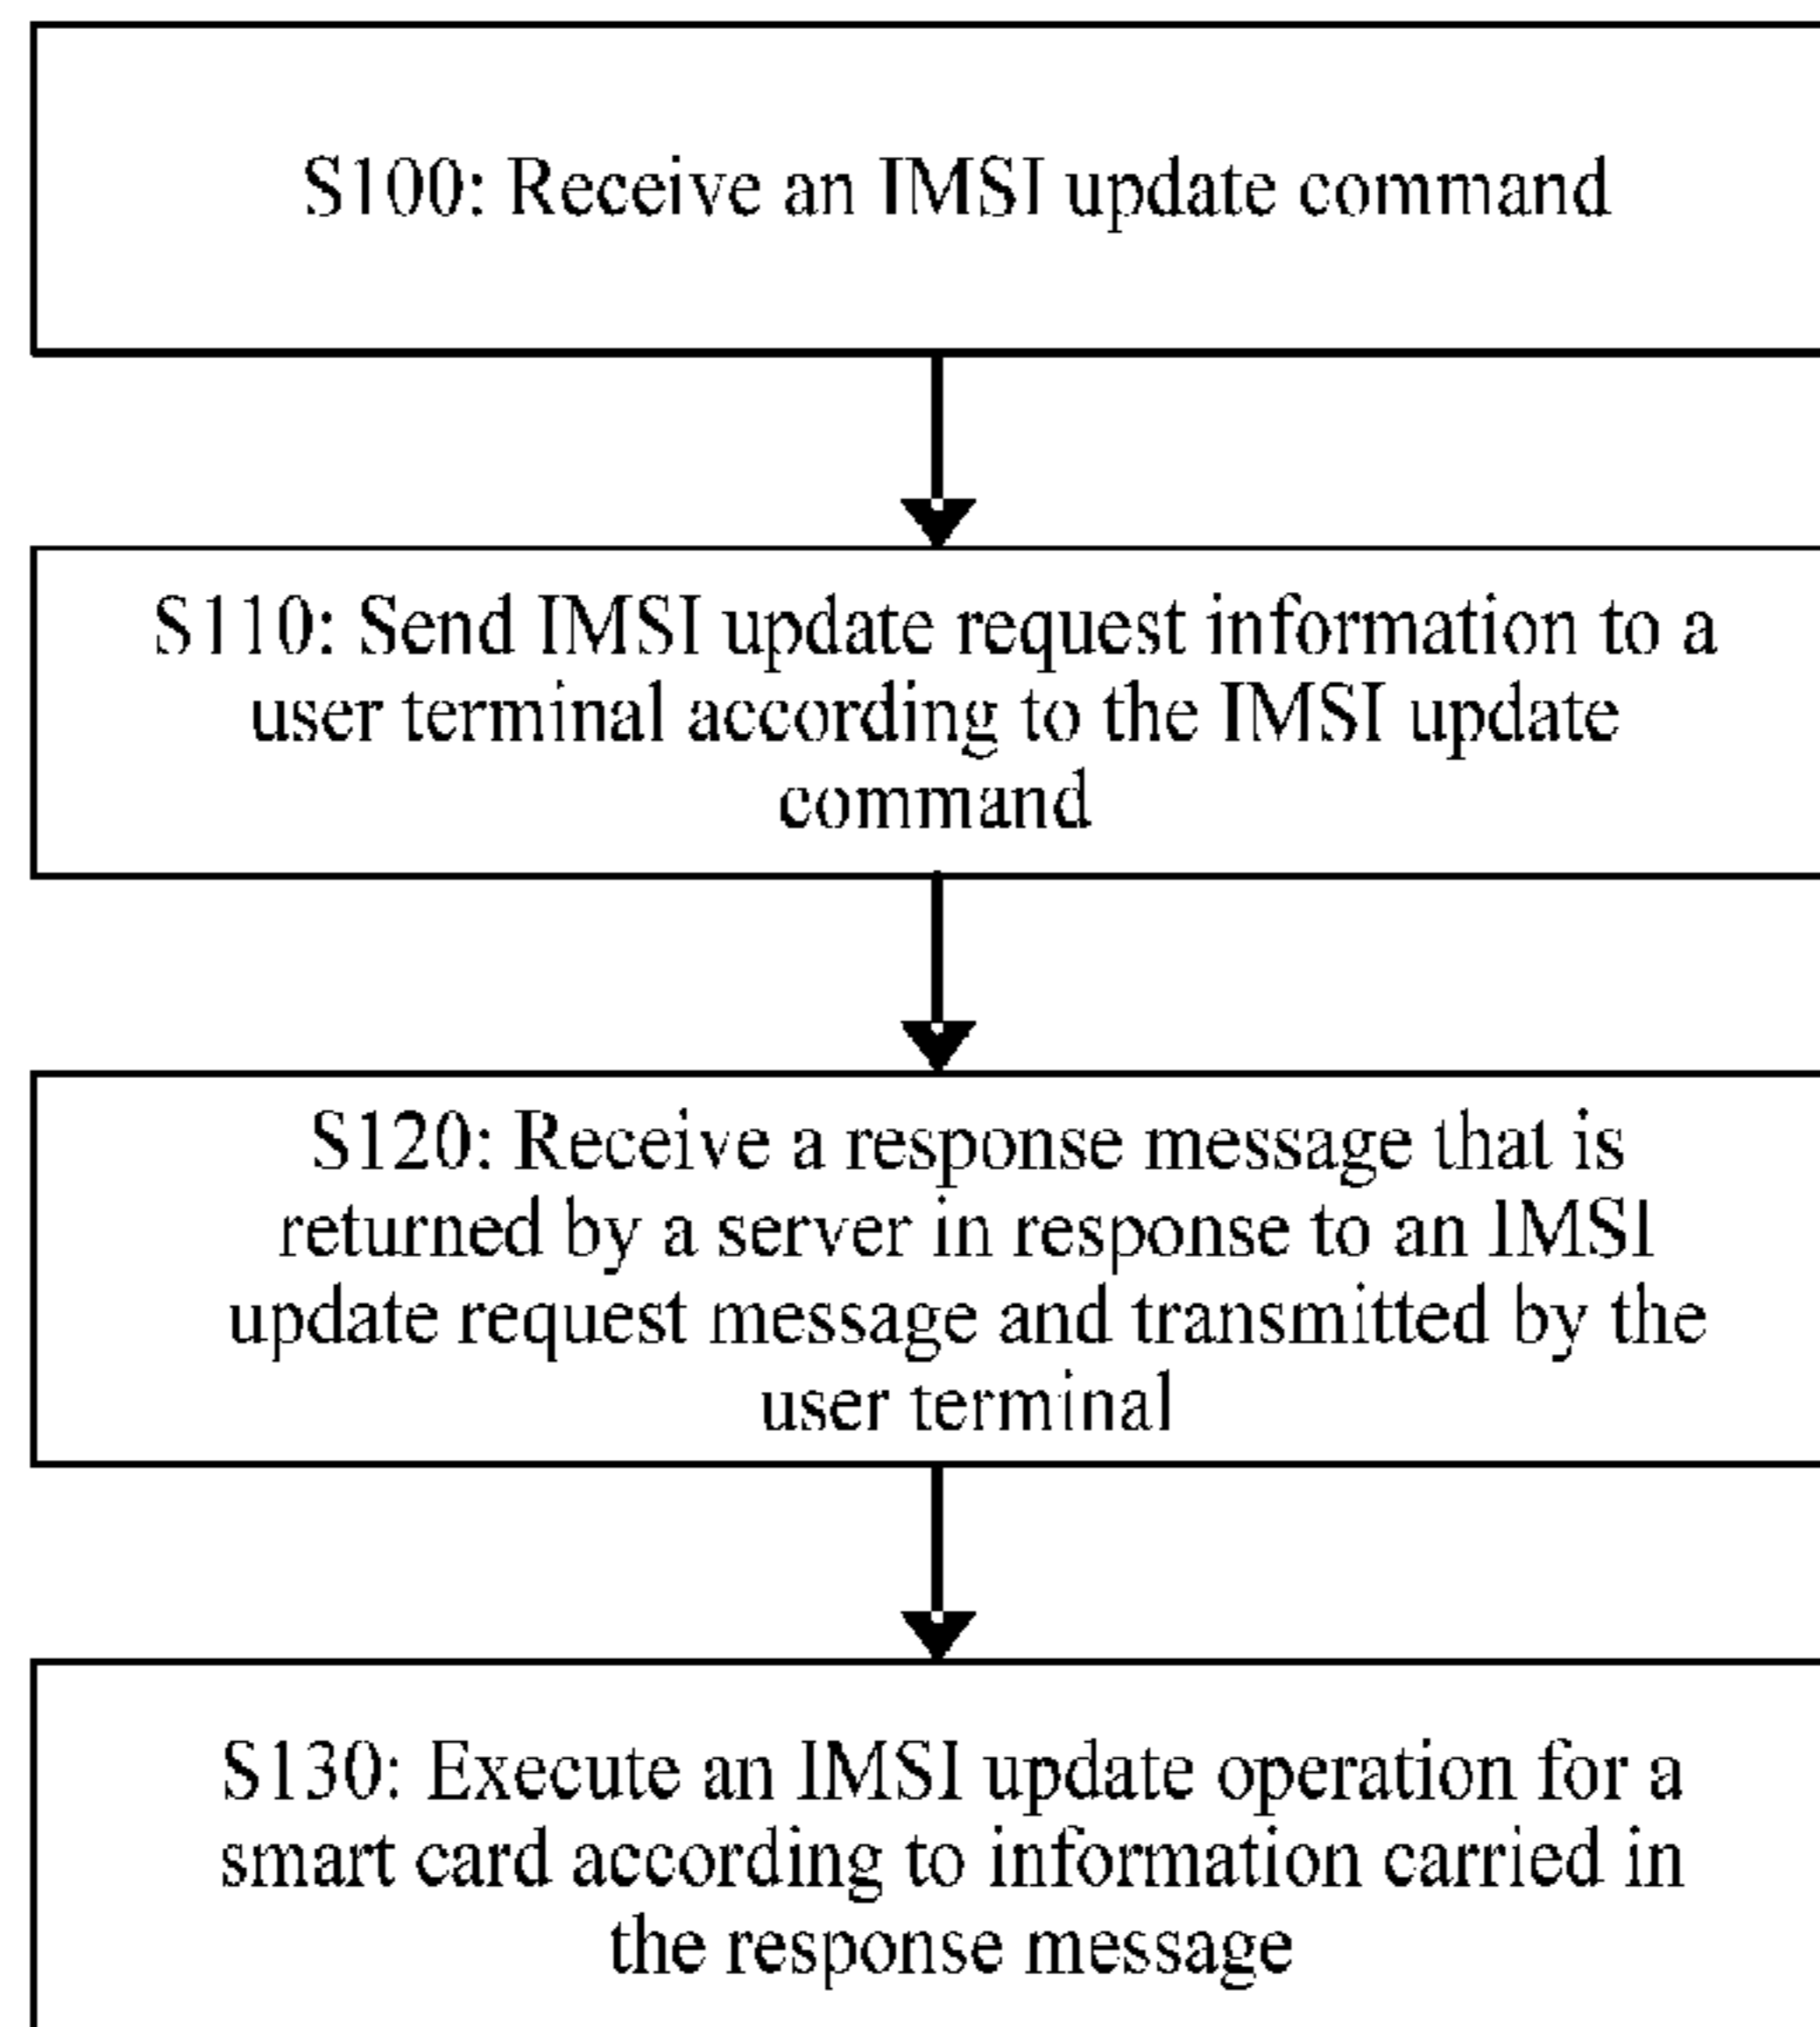 S100: Receive an IMSI update command
S110: Send IMSI update request information to a
user terminal according to the IMSI update
command
S120: Receive a response message that is
returned by a server in response to an IMSI
update request message and transmitted by the
user terminal
S130: Execute an IMSI update operation for a
smart card according to information carried in
the response message